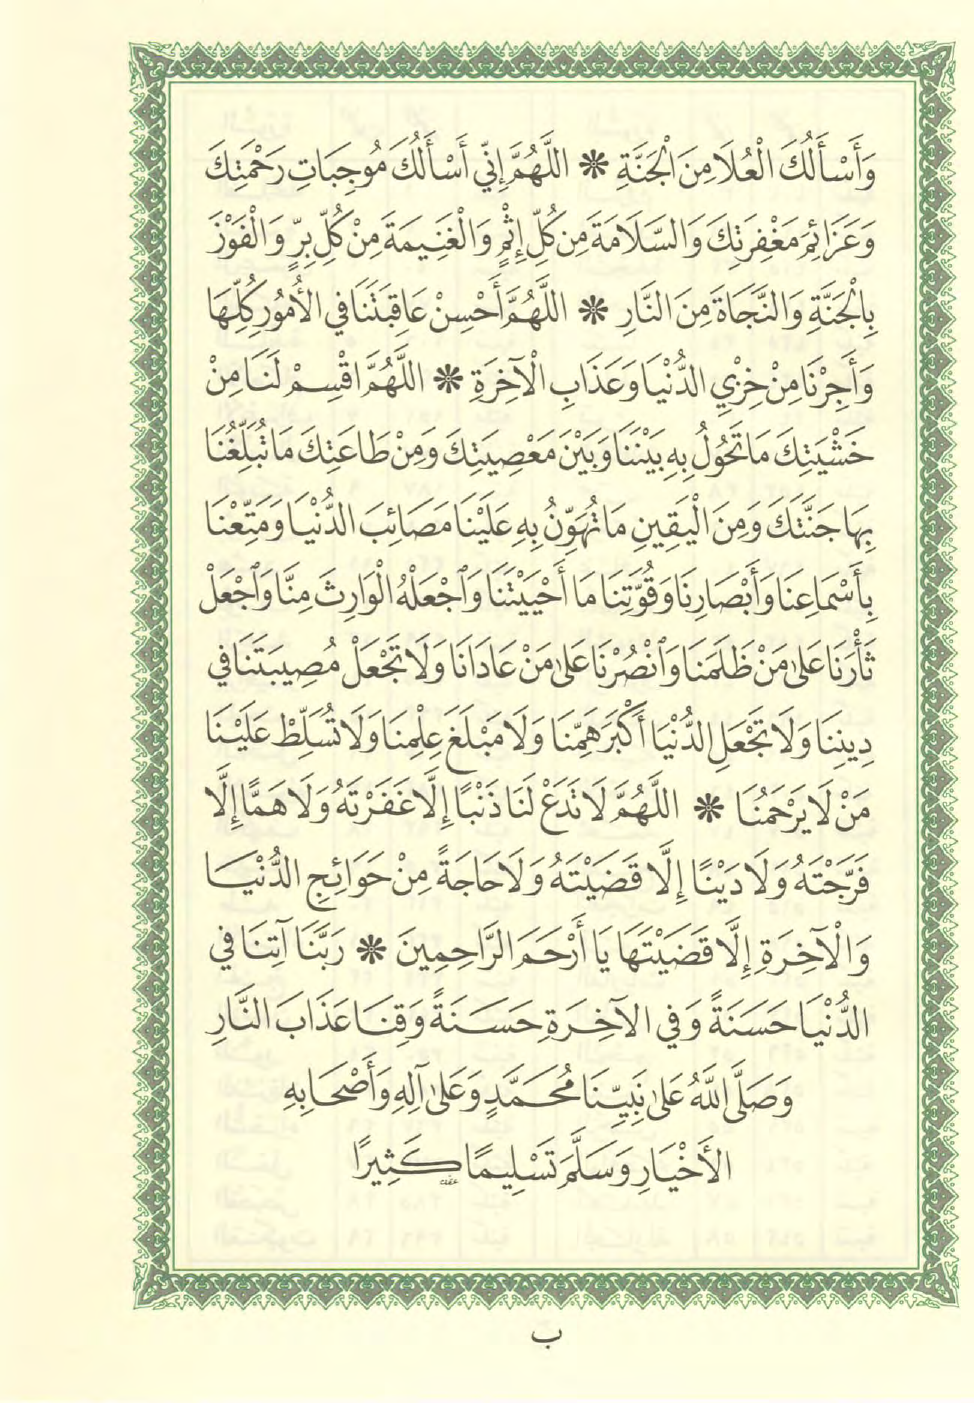 وَأَسْأَلُكَ الْعُلَا مِنَ الْجَنَّةِ ❊ اللَّهُمَّ إِنِّي أَسْأَلُكَ مُوجِبَاتِ رَحْمَتِكَ
وَعَزَائِمَ مَغْفِرَتِكَ وَالسَّلَامَةَ مِن كُلِّ إِثْمٍ وَالْغَنِيمَةَ مِنْ كُلِّ بِرٍّ وَالْفَوْزَ
بِالْجَنَّةِ وَالنَّجَاةَ مِنَ النَّارِ ❊ اللَّهُمَّ أَحْسِنْ عَاقِبَتَنَا فِي الْأُمُورِ كُلِّهَا
وَأَجِرْنَا مِنْ خِزْيِ الدُّنْيَا وَعَذَابِ الْآخِرَةِ ❊ اللَّهُمَّ اقْسِمْ لَنَا مِنْ
خَشْيَتِكَ مَا تَحُولُ بِهِ بَيْنَنَا وَبَيْنَ مَعْصِيَتِكَ وَمِنْ طَاعَتِكَ مَا تُبَلِّغُنَا
بِهَا جَنَّتَكَ وَمِنَ الْيَقِينِ مَا تُهَوِّنُ بِهِ عَلَيْنَا مَصَائِبَ الدُّنْيَا وَمَتِّعْنَا
بِأَسْمَاعِنَا وَأَبْصَارِنَا وَقُوَّتِنَا مَا أَحْيَيْتَنَا وَٱجْعَلْهُ الْوَارِثَ مِنَّا وَٱجْعَلْ
ثَأْرَنَا عَلَىٰ مَنْ ظَلَمَنَا وَٱنْصُرْنَا عَلَىٰ مَنْ عَادَانَا وَلَا تَجْعَلْ مُصِيبَتَنَا فِي
دِينِنَا وَلَا تَجْعَلِ الدُّنْيَا أَكْبَرَ هَمِّنَا وَلَا مَبْلَغَ عِلْمِنَا وَلَا تُسَلِّطْ عَلَيْنَا
مَنْ لَا يَرْحَمُنَا ❊ اللَّهُمَّ لَا تَدَعْ لَنَا ذَنْبًا إِلَّا غَفَرْتَهُ وَلَا هَمًّا إِلَّا
فَرَّجْتَهُ وَلَا دَيْنًا إِلَّا قَضَيْتَهُ وَلَا حَاجَةً مِنْ حَوَائِجِ الدُّنْيَا
وَالْآخِرَةِ إِلَّا قَضَيْتَهَا يَا أَرْحَمَ الرَّاحِمِينَ ❊ رَبَّنَا آتِنَا فِي
الدُّنْيَا حَسَنَةً وَفِي الْآخِرَةِ حَسَنَةً وَقِنَا عَذَابَ النَّارِ
وَصَلَّى اللَّهُ عَلَىٰ نَبِيِّنَا مُحَمَّدٍ وَعَلَىٰ آلِهِ وَأَصْحَابِهِ
الْأَخْيَارِ وَسَلَّمَ تَسْلِيمًا كَثِيرًا
ب